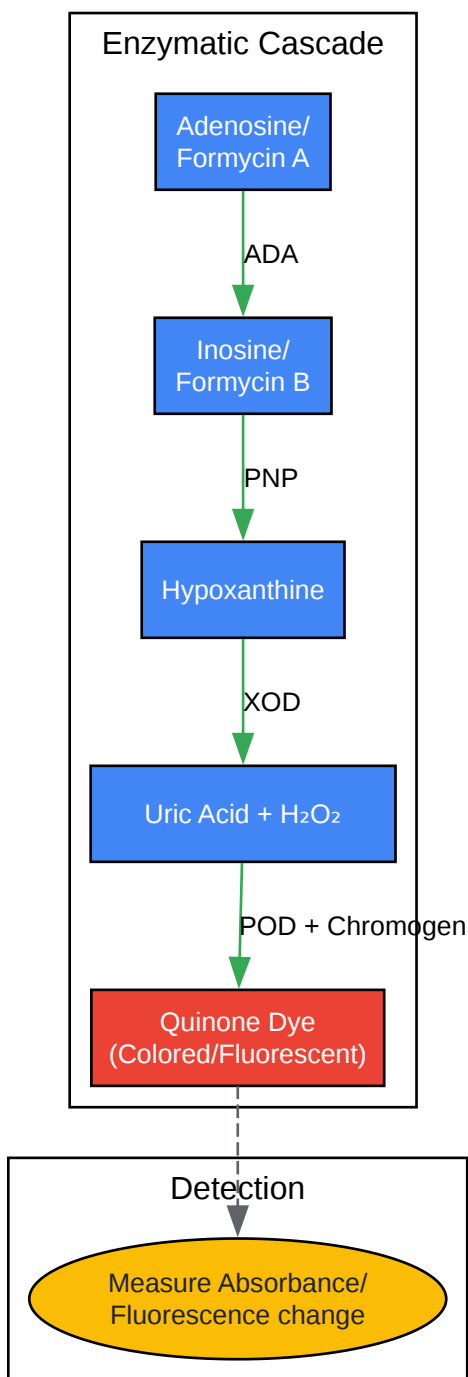 Enzymatic Cascade
Adenosine/
Formycin A
ADA
Inosine/
Formycin B
PNP
Hypoxanthine
XOD
Uric Acid + H₂O₂
POD + Chromogen
Quinone Dye
(Colored/Fluorescent)
Detection
Measure Absorbance/
Fluorescence change